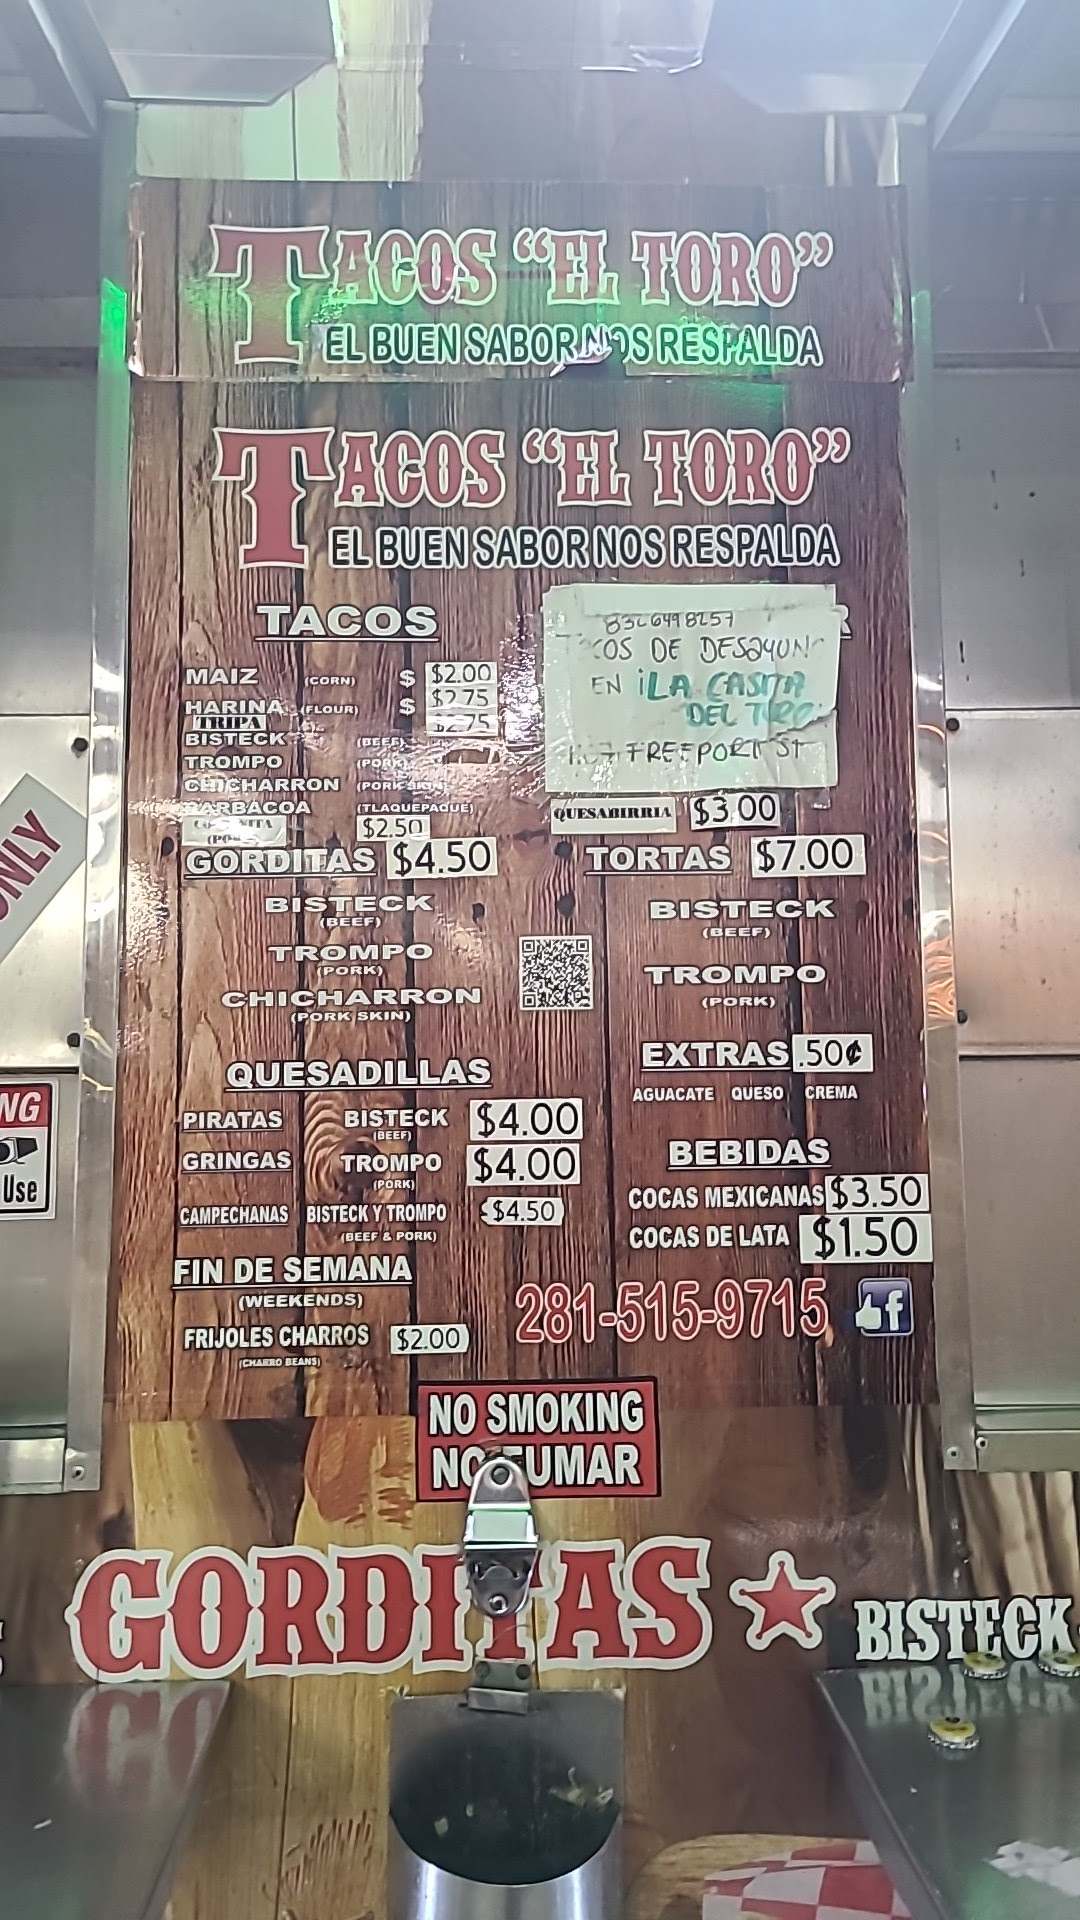 TACOS "EL TORO"
EL BUEN SABOR NOS RESPALDA
TACOS "EL TORO"
EL BUEN SABOR NOS RESPALDA
TACOS
MAIZ (CORN) $ $2.00
HARINA (FLOUR) $ $2.75
TRIPA $2.75
BISTECK (BEEF)
TROMPO (PORK)
CHICHARRON (PORK SKIN)
BARBACOA (TLAQUEPAQUE)
$2.50
8326498257
DE DESAYUN
EN ¡LA CASITA
DEL TORO
FREEPORT ST
QUESABIRRIA $3.00
GORDITAS $4.50
BISTECK
(BEEF)
TROMPO
(PORK)
CHICHARRON
(PORK SKIN)
TORTAS $7.00
BISTECK
(BEEF)
TROMPO
(PORK)
EXTRAS .50¢
AGUACATE QUESO CREMA
QUESADILLAS
PIRATAS BISTECK $4.00
(BEEF)
GRINGAS TROMPO $4.00
(PORK)
CAMPECHANAS BISTECK Y TROMPO $4.50
(BEEF & PORK)
BEBIDAS
COCAS MEXICANAS $3.50
COCAS DE LATA $1.50
FIN DE SEMANA
(WEEKENDS)
FRIJOLES CHARROS $2.00
(CHARRO BEANS)
281-515-9715
f
NO SMOKING
NO FUMAR
GORDITAS
BISTECK
ONLY
NG
Use